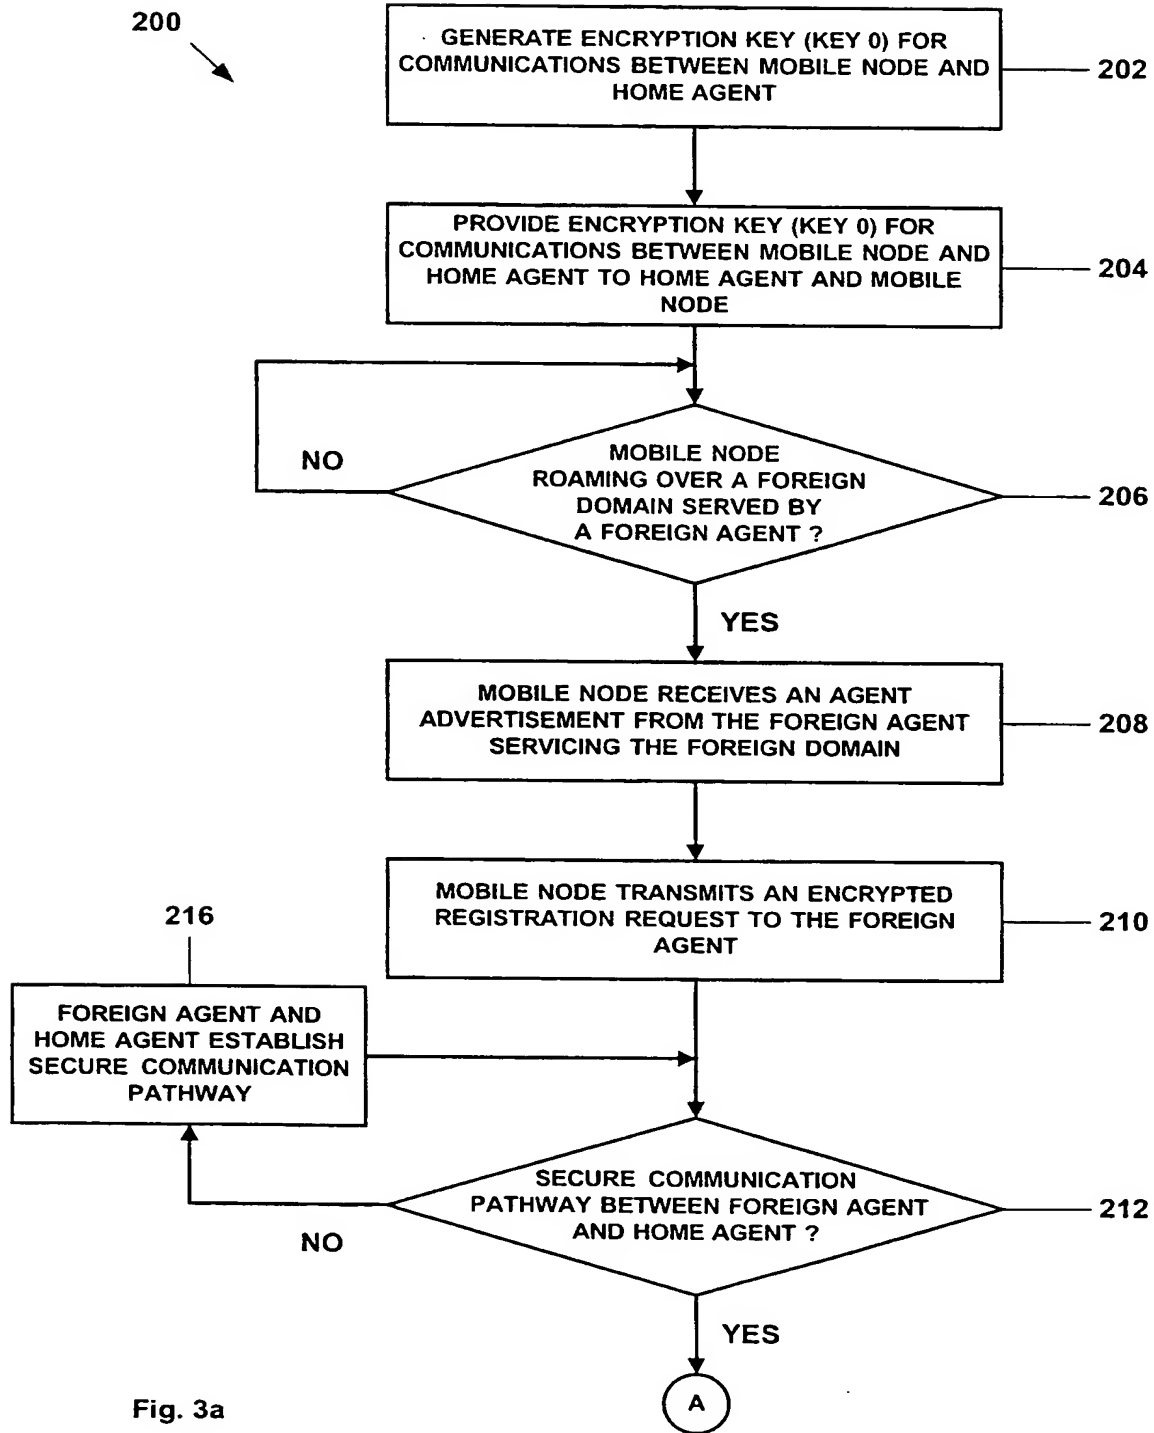 200
GENERATE ENCRYPTION KEY (KEY 0) FOR
COMMUNICATIONS BETWEEN MOBILE NODE AND
HOME AGENT
202
PROVIDE ENCRYPTION KEY (KEY 0) FOR
COMMUNICATIONS BETWEEN MOBILE NODE AND
HOME AGENT TO HOME AGENT AND MOBILE
NODE
204
MOBILE NODE
ROAMING OVER A FOREIGN
DOMAIN SERVED BY
A FOREIGN AGENT ?
206
NO
YES
MOBILE NODE RECEIVES AN AGENT
ADVERTISEMENT FROM THE FOREIGN AGENT
SERVICING THE FOREIGN DOMAIN
208
MOBILE NODE TRANSMITS AN ENCRYPTED
REGISTRATION REQUEST TO THE FOREIGN
AGENT
210
216
FOREIGN AGENT AND
HOME AGENT ESTABLISH
SECURE COMMUNICATION
PATHWAY
SECURE COMMUNICATION
PATHWAY BETWEEN FOREIGN AGENT
AND HOME AGENT ?
212
NO
YES
A
Fig. 3a